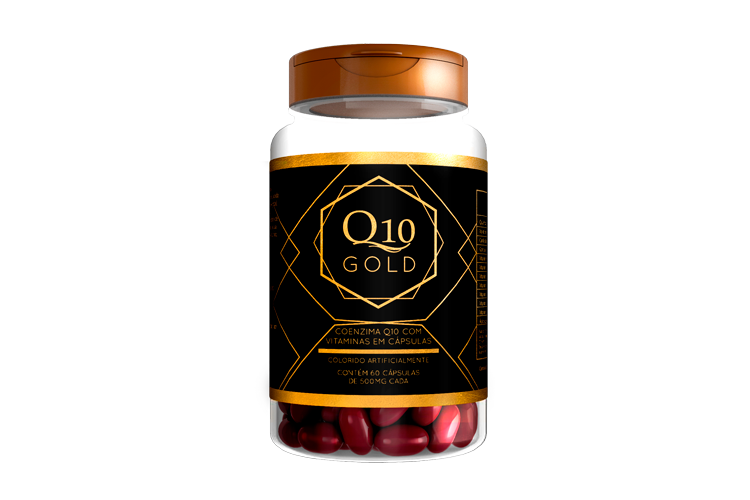 Q10
GOLD
COENZIMA Q10 COM
VITAMINAS EM CÁPSULAS
COLORIDO ARTIFICIALMENTE
CONTÉM 60 CÁPSULAS
DE 500MG CADA